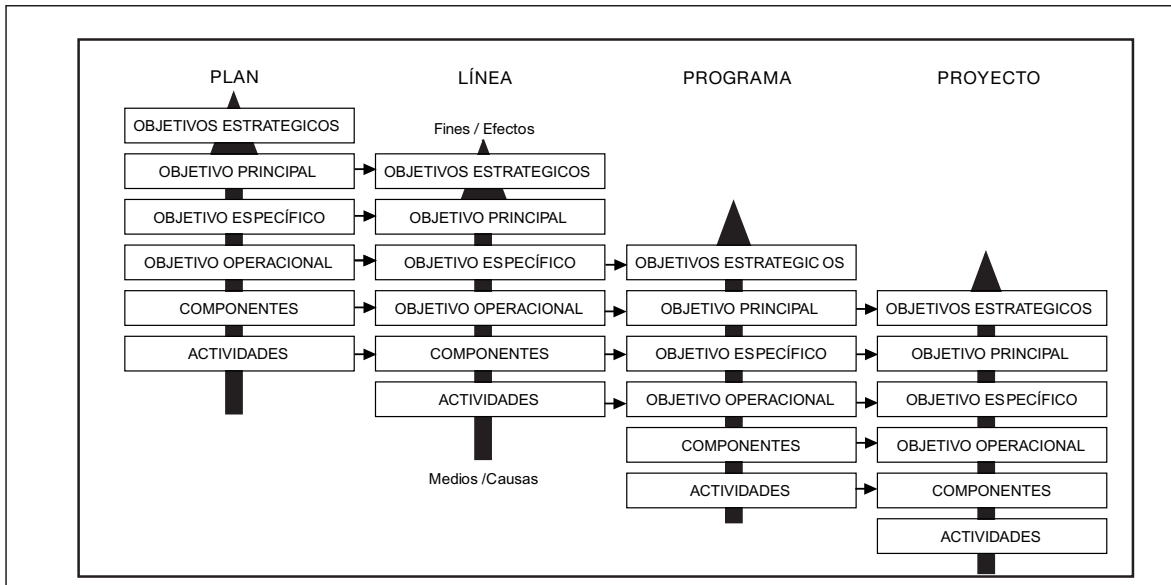 PLAN
OBJETIVOS ESTRATEGICOS
OBJETIVO PRINCIPAL
OBJETIVO ESPECÍFICO
OBJETIVO OPERACIONAL
COMPONENTES
ACTIVIDADES
LÍNEA
Fines / Efectos
OBJETIVOS ESTRATEGICOS
OBJETIVO PRINCIPAL
OBJETIVO ESPECÍFICO
OBJETIVO OPERACIONAL
COMPONENTES
ACTIVIDADES
Medios /Causas
PROGRAMA
OBJETIVOS ESTRATEGICOS
OBJETIVO PRINCIPAL
OBJETIVO ESPECÍFICO
OBJETIVO OPERACIONAL
COMPONENTES
ACTIVIDADES
PROYECTO
OBJETIVOS ESTRATEGICOS
OBJETIVO PRINCIPAL
OBJETIVO ESPECÍFICO
OBJETIVO OPERACIONAL
COMPONENTES
ACTIVIDADES